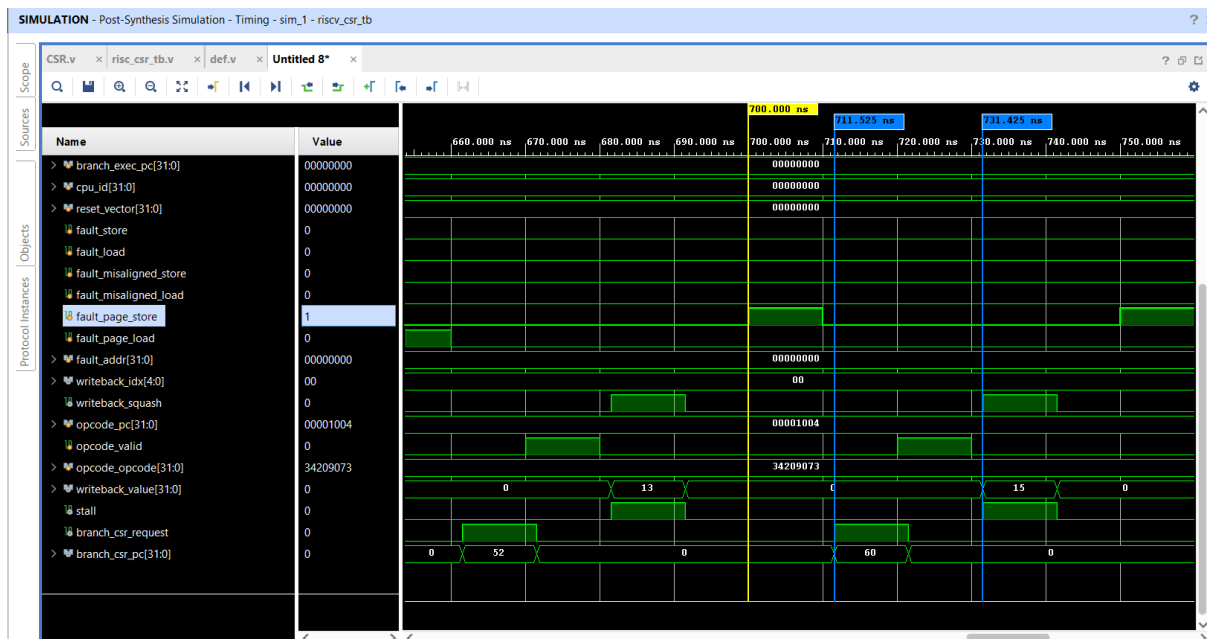 SIMULATION - Post-Synthesis Simulation - Timing - sim_1 - riscv_csr_tb ?
CSR.v × risc_csr_tb.v × def.v × Untitled 8* × ?
Scope
Sources
Objects
Protocol Instances
700.000 ns
711.525 ns 731.425 ns
Name Value 660.000 ns 670.000 ns 680.000 ns 690.000 ns 700.000 ns 710.000 ns 720.000 ns 730.000 ns 740.000 ns 750.000 ns
> branch_exec_pc[31:0] 00000000 00000000
> cpu_id[31:0] 00000000 00000000
> reset_vector[31:0] 00000000 00000000
fault_store 0
fault_load 0
fault_misaligned_store 0
fault_misaligned_load 0
fault_page_store 1
fault_page_load 0
> fault_addr[31:0] 00000000 00000000
> writeback_idx[4:0] 00 00
writeback_squash 0
> opcode_pc[31:0] 00001004 00001004
opcode_valid 0
> opcode_opcode[31:0] 34209073 34209073
> writeback_value[31:0] 0 0 13 0 15 0
stall 0
branch_csr_request 0
> branch_csr_pc[31:0] 0 0 52 0 60 0